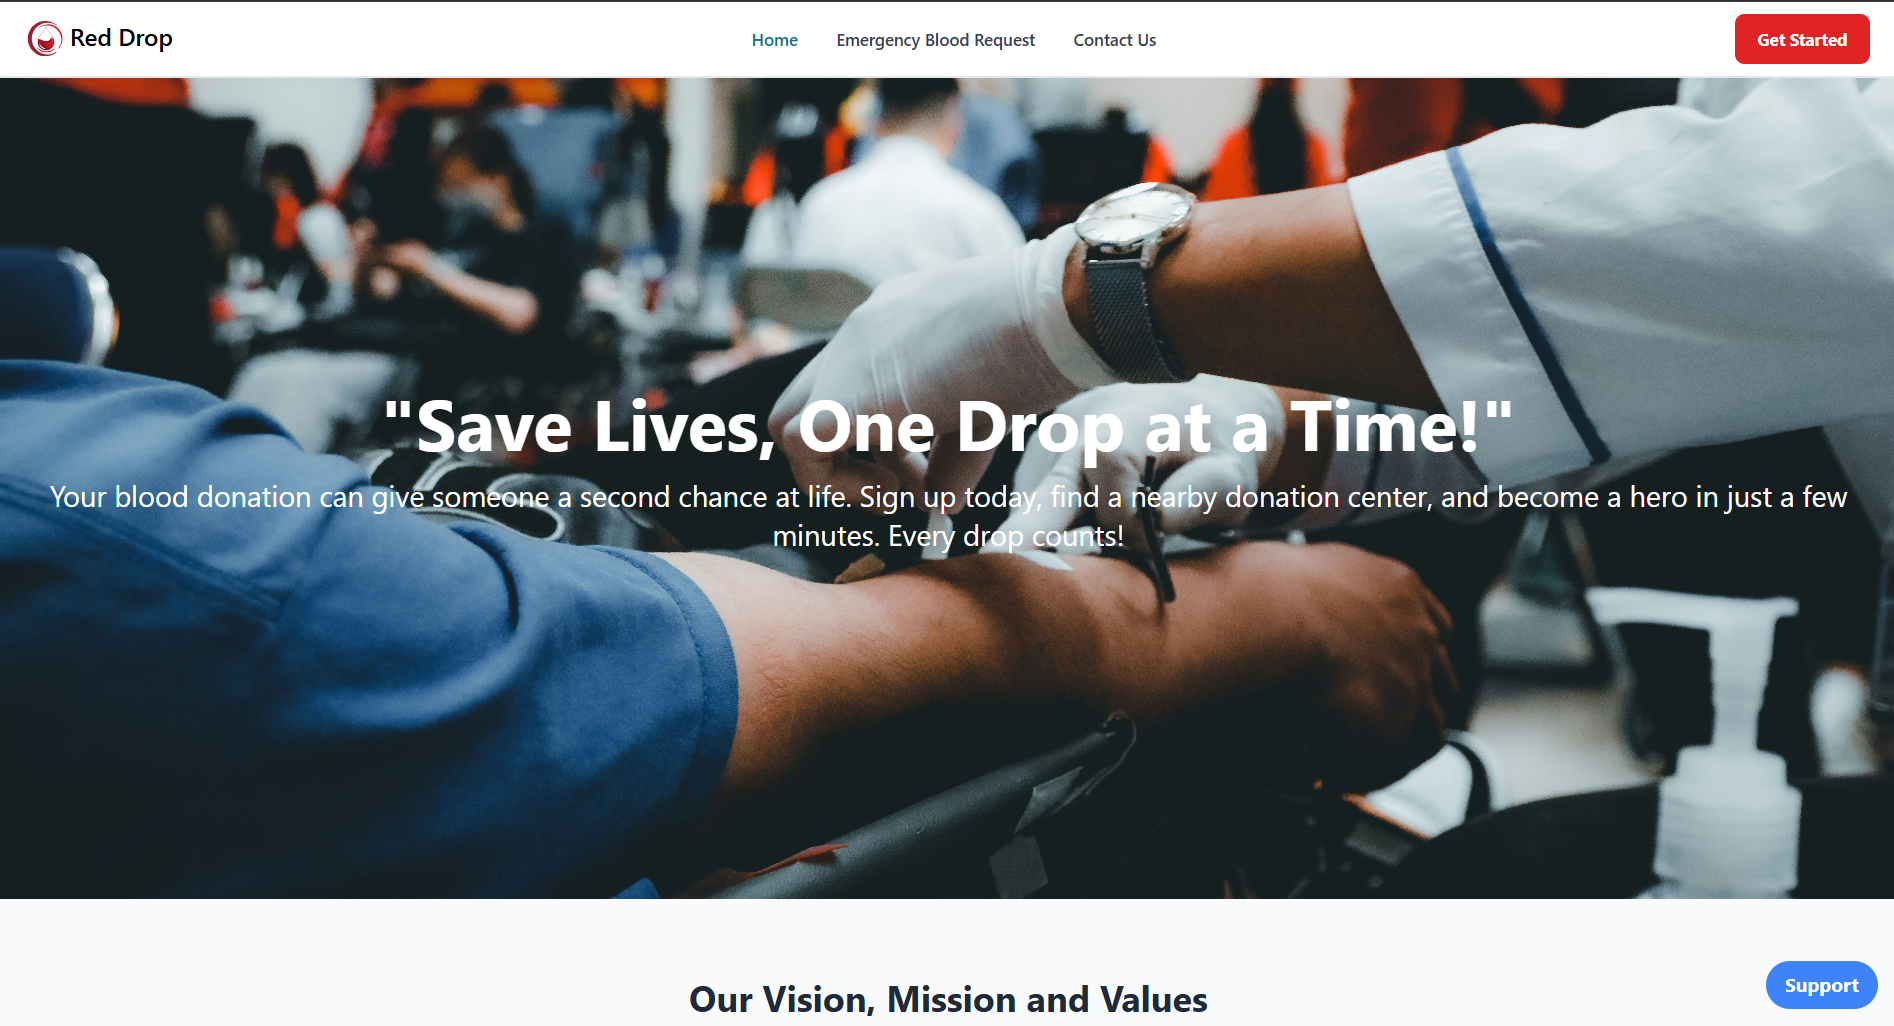 Red Drop
Home
Emergency Blood Request
Contact Us
Get Started
"Save Lives, One Drop at a Time!"
Your blood donation can give someone a second chance at life. Sign up today, find a nearby donation center, and become a hero in just a few
minutes. Every drop counts!
Our Vision, Mission and Values
Support